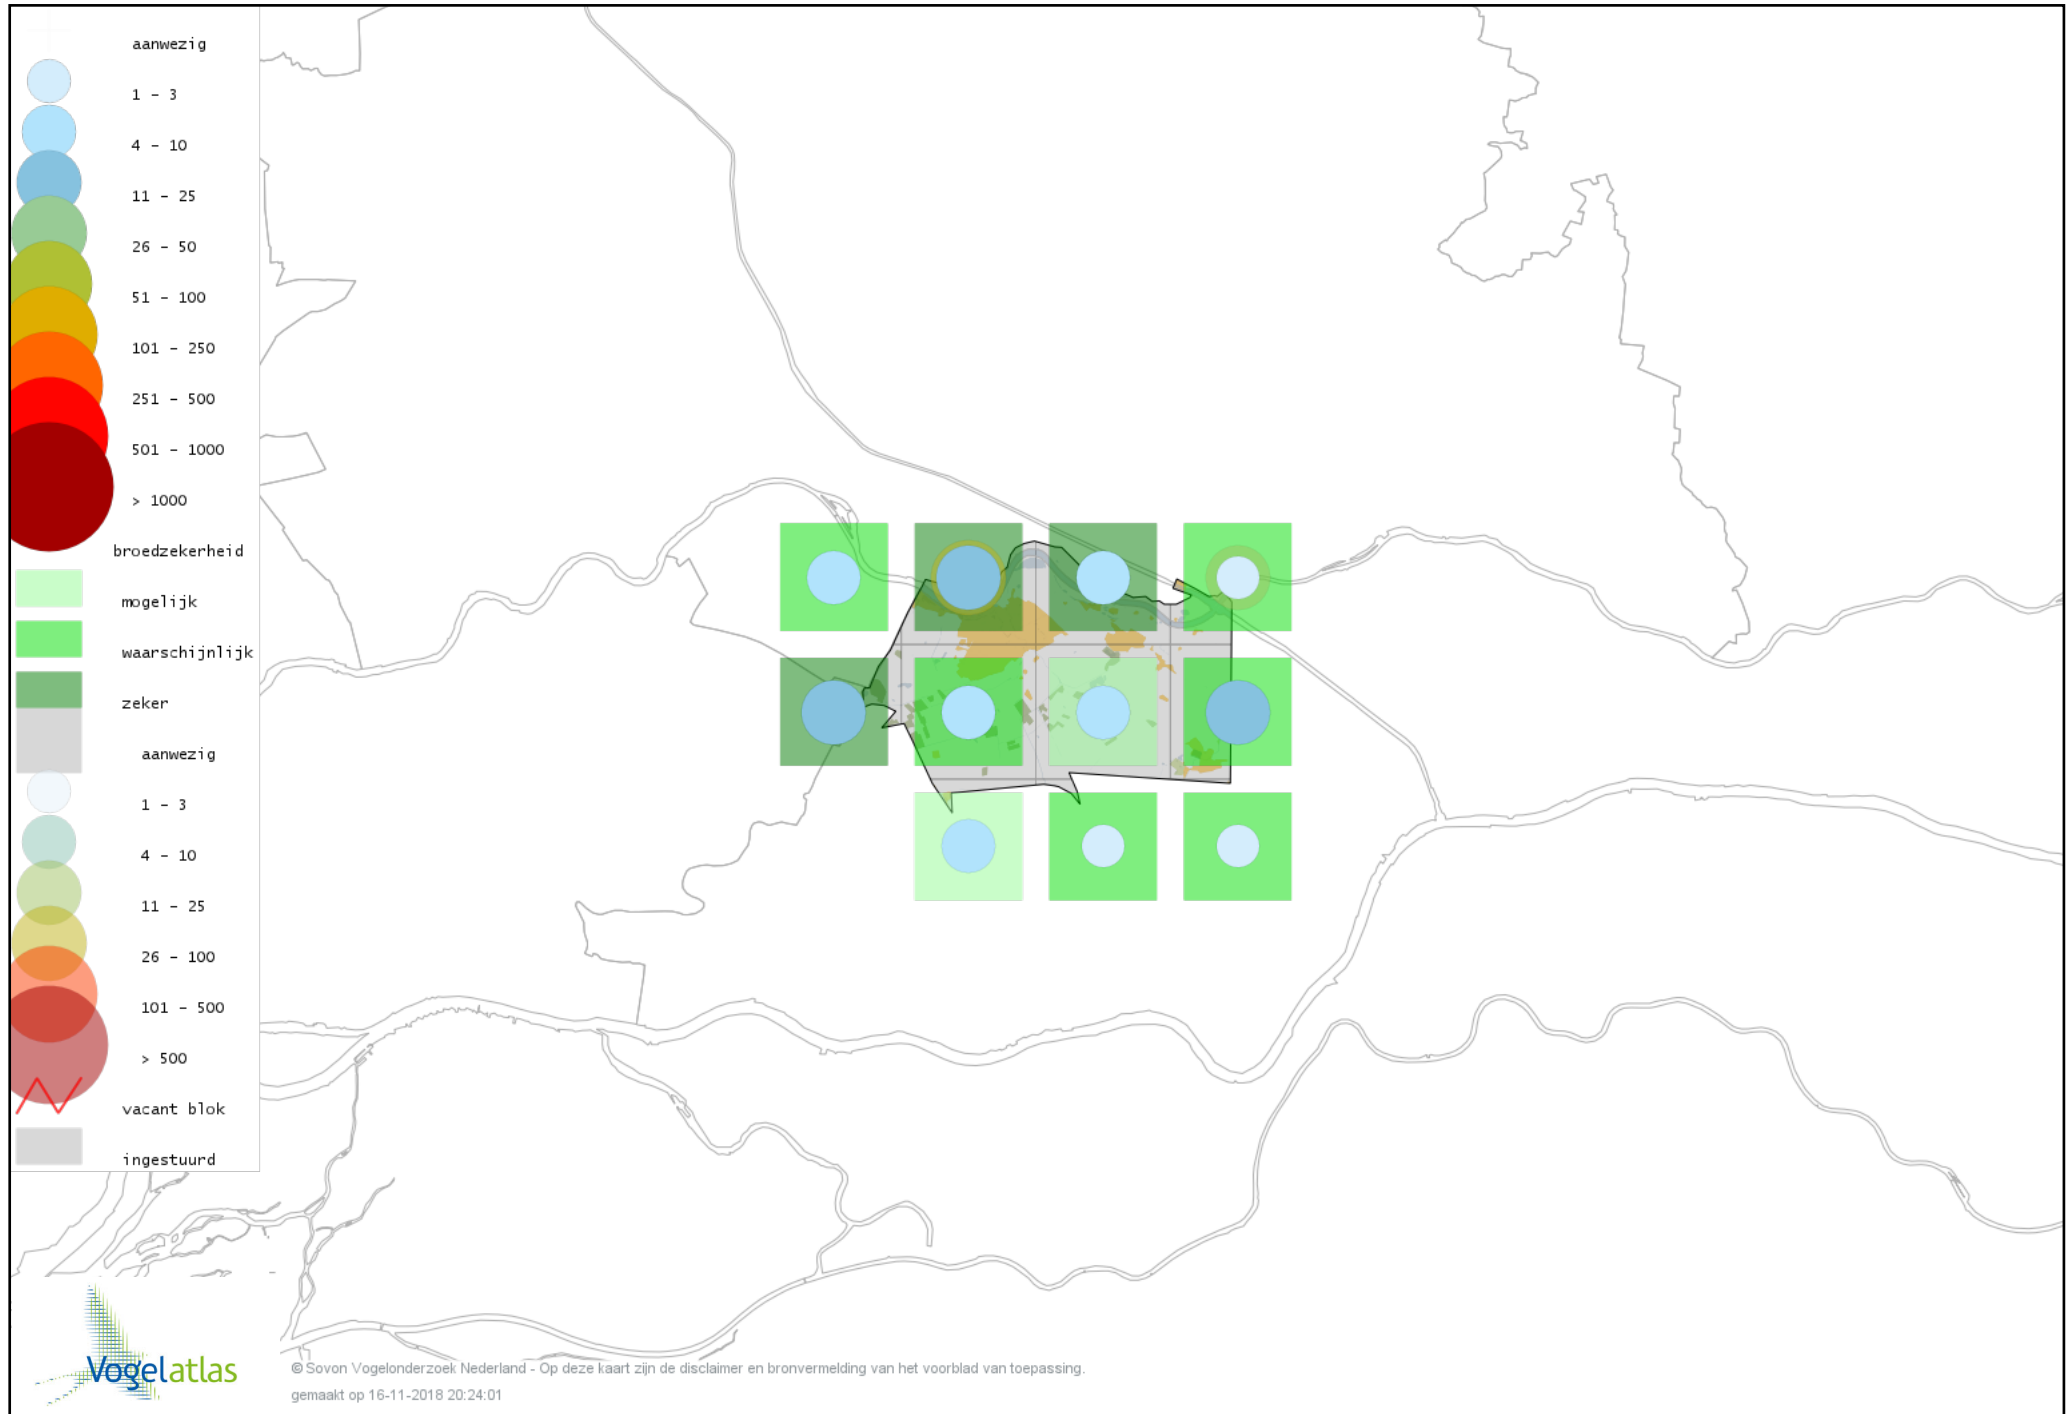 aanwezig
1 - 3
4 - 10
11 - 25
26 - 50
51 - 100
101 - 250
251 - 500
501 - 1000
> 1000
broedzekerheid
mogelijk
waarschijnlijk
zeker
aanwezig
1 - 3
4 - 10
11 - 25
26 - 100
101 - 500
> 500
vacant blok
ingestuurd
Vogelatlas
© Sovon Vogelonderzoek Nederland - Op deze kaart zijn de disclaimer en bronvermelding van het voorblad van toepassing.
gemaakt op 16-11-2018 20:24:01